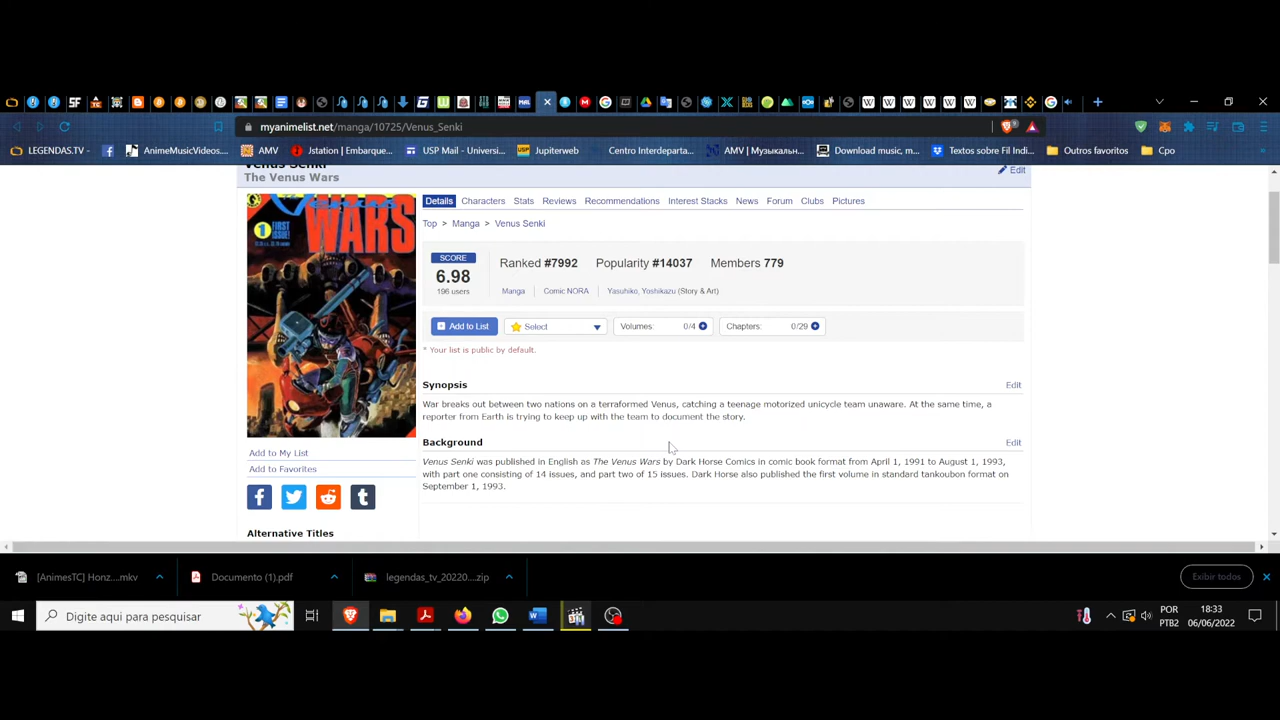 myanimelist.net/manga/10725/Venus_Senki
LEGENDAS.TV -
AnimeMusicVideos...
AMV
Jstation | Embarque...
USP Mail - Universi...
Jupiterweb
Centro Interdeparta...
AMV | Музыкальн...
Download music, m...
Textos sobre Fil Indi...
Outros favoritos
Cpo
Venus Senki
The Venus Wars
Edit
WARS
1 FIRST ISSUE!
Details Characters Stats Reviews Recommendations Interest Stacks News Forum Clubs Pictures
Top > Manga > Venus Senki
SCORE
6.98
196 users
Ranked #7992 Popularity #14037 Members 779
Manga Comic NORA Yasuhiko, Yoshikazu (Story & Art)
Add to List Select Volumes: 0/4 Chapters: 0/29
* Your list is public by default.
Synopsis Edit
War breaks out between two nations on a terraformed Venus, catching a teenage motorized unicycle team unaware. At the same time, a
reporter from Earth is trying to keep up with the team to document the story.
Background Edit
Venus Senki was published in English as The Venus Wars by Dark Horse Comics in comic book format from April 1, 1991 to August 1, 1993,
with part one consisting of 14 issues, and part two of 15 issues. Dark Horse also published the first volume in standard tankoubon format on
September 1, 1993.
Add to My List
Add to Favorites
Alternative Titles
[AnimesTC] Honz....mkv
Documento (1).pdf
legendas_tv_20220....zip
Exibir todos
Digite aqui para pesquisar
POR
PTB2
18:33
06/06/2022